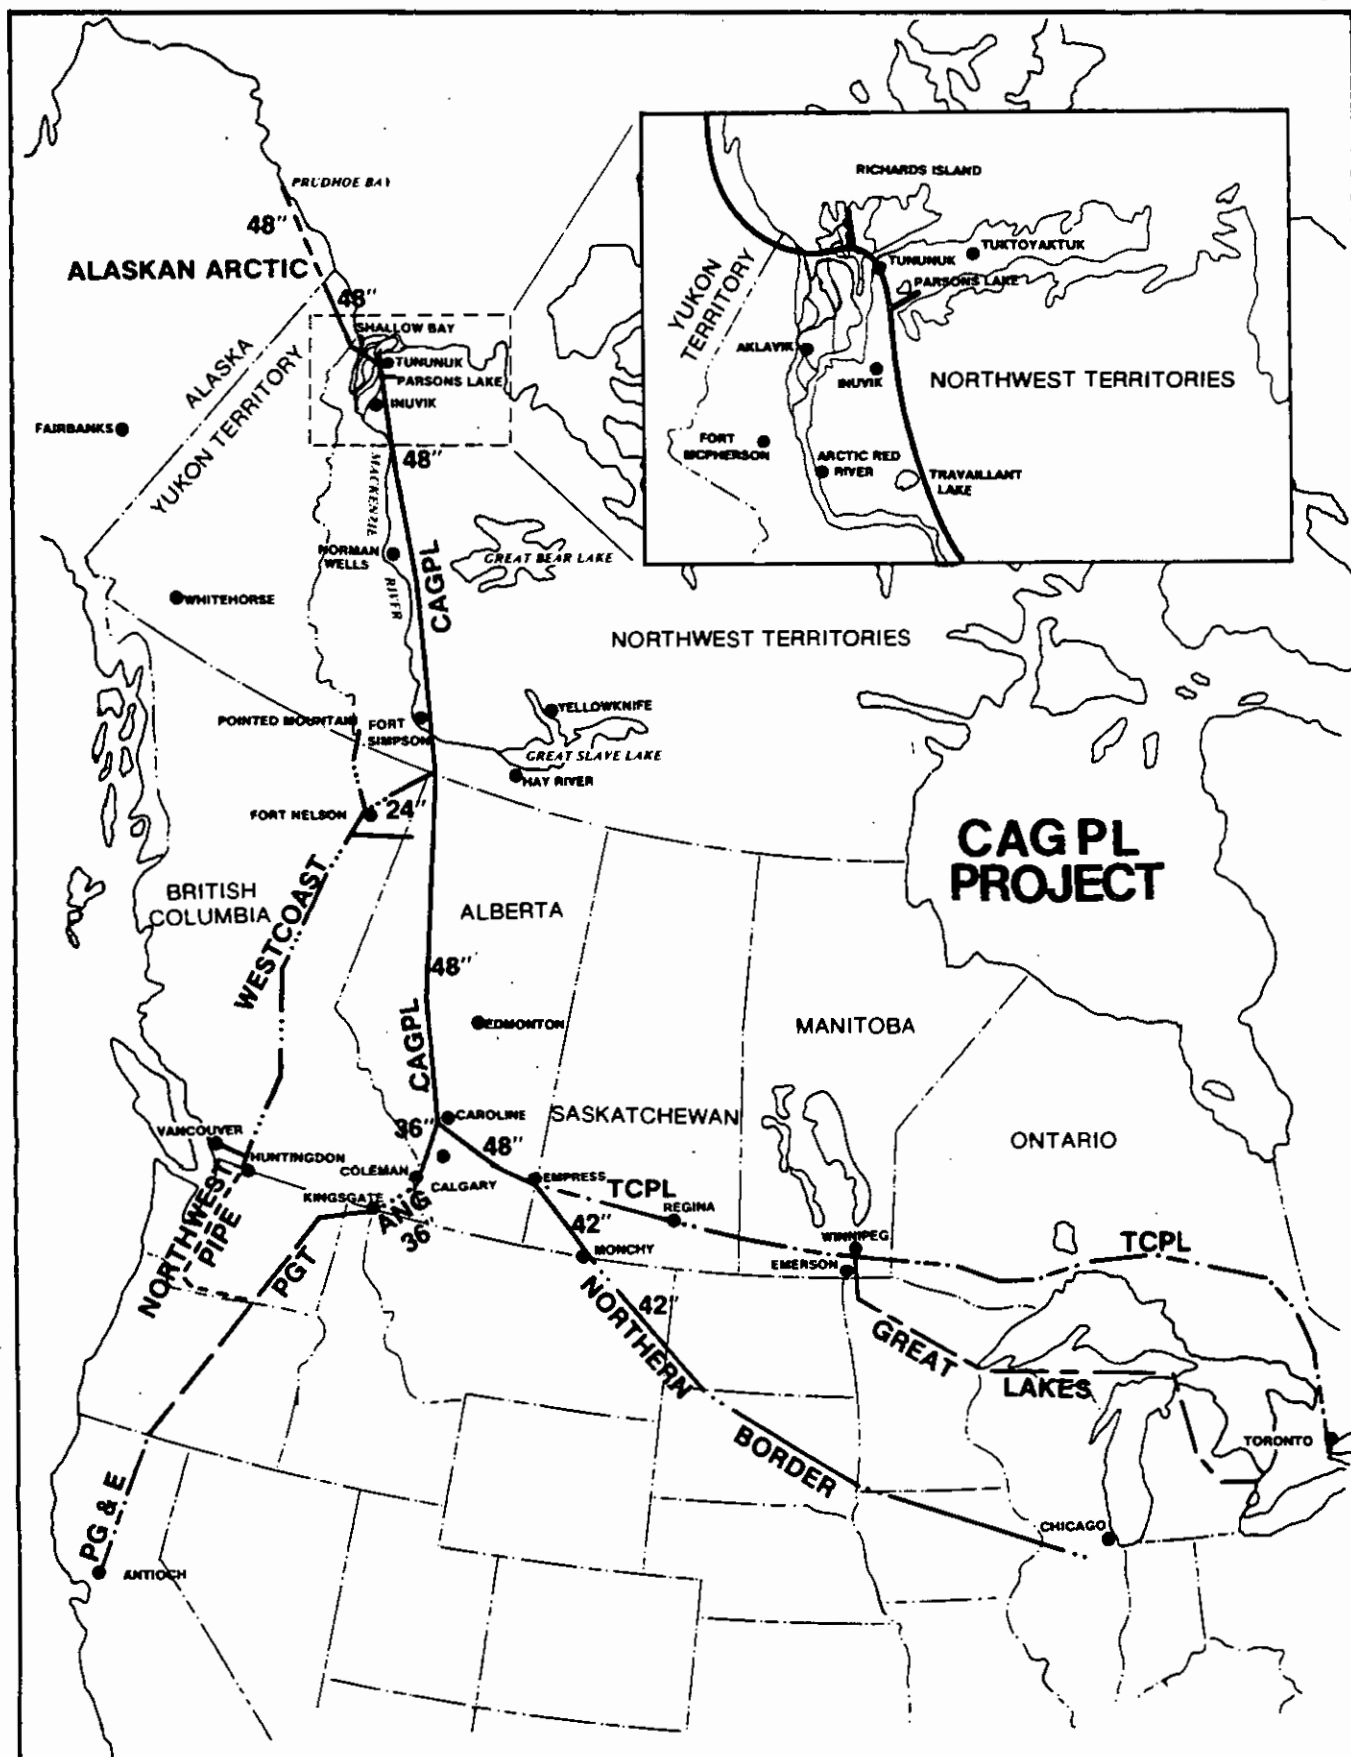 PRUDHOE BAY
48"
ALASKAN ARCTIC
48"
SHALLOW BAY
TUNUNUK
PARSONS LAKE
INUVIK
ALASKA
YUKON TERRITORY
FAIRBANKS
48"
MACKENZIE
RIVER
NORMAN
WELLS
GREAT BEAR LAKE
CAGPL
WHITEHORSE
NORTHWEST TERRITORIES
RICHARDS ISLAND
TUKTOYAKTUK
TUNUNUK
PARSONS LAKE
YUKON
TERRITORY
AKLAVIK
INUVIK
NORTHWEST TERRITORIES
FORT
MCPHERSON
ARCTIC RED
RIVER
TRAVAILLANT
LAKE
POINTED MOUNTAIN
FORT
SIMPSON
YELLOWKNIFE
GREAT SLAVE LAKE
HAY RIVER
FORT NELSON
24"
CAGPL
PROJECT
BRITISH
COLUMBIA
WESTCOAST
ALBERTA
48"
CAGPL
EDMONTON
MANITOBA
CAROLINE
SASKATCHEWAN
ONTARIO
36"
48"
VANCOUVER
HUNTINGDON
COLEMAN
CALGARY
EMPRESS
TCPL
REGINA
KINGSGATE
ANG
36"
42"
MONCHY
WINNIPEG
EMERSON
TCPL
NORTHWEST
PIPE
PGT
42"
NORTHERN
BORDER
GREAT
LAKES
TORONTO
PG & E
CHICAGO
ANTIOCH